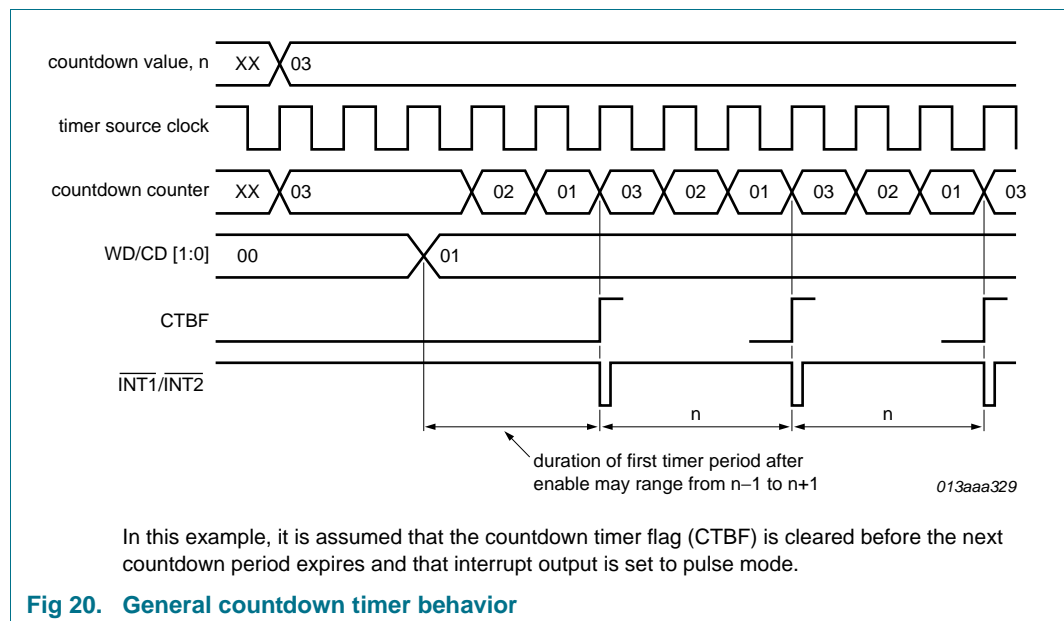 countdown value, n XX 03
timer source clock
countdown counter XX 03 02 01 03 02 01 03 02 01 03
WD/CD [1:0] 00 01
CTBF
INT1/INT2
n n
duration of first timer period after
enable may range from n−1 to n+1
013aaa329
In this example, it is assumed that the countdown timer flag (CTBF) is cleared before the next
countdown period expires and that interrupt output is set to pulse mode.
Fig 20. General countdown timer behavior